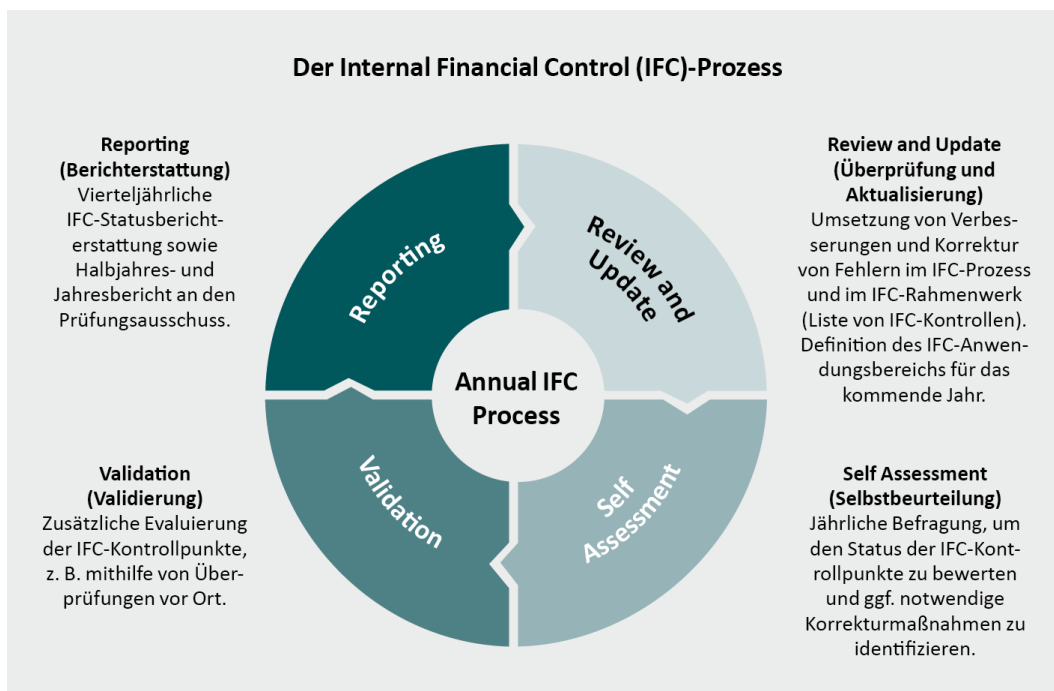 Der Internal Financial Control (IFC)-Prozess
Reporting
(Berichterstattung)
Vierteljährliche
IFC-Statusbericht-
erstattung sowie
Halbjahres- und
Jahresbericht an den
Prüfungsausschuss.
Review and Update
(Überprüfung und
Aktualisierung)
Umsetzung von Verbes-
serungen und Korrektur
von Fehlern im IFC-Prozess
und im IFC-Rahmenwerk
(Liste von IFC-Kontrollen).
Definition des IFC-Anwen-
dungsbereichs für das
kommende Jahr.
Reporting
Review and
Update
Annual IFC
Process
Validation
Self
Assessment
Validation
(Validierung)
Zusätzliche Evaluierung
der IFC-Kontrollpunkte,
z. B. mithilfe von Über-
prüfungen vor Ort.
Self Assessment
(Selbstbeurteilung)
Jährliche Befragung, um
den Status der IFC-Kont-
rollpunkte zu bewerten
und ggf. notwendige
Korrekturmaßnahmen zu
identifizieren.